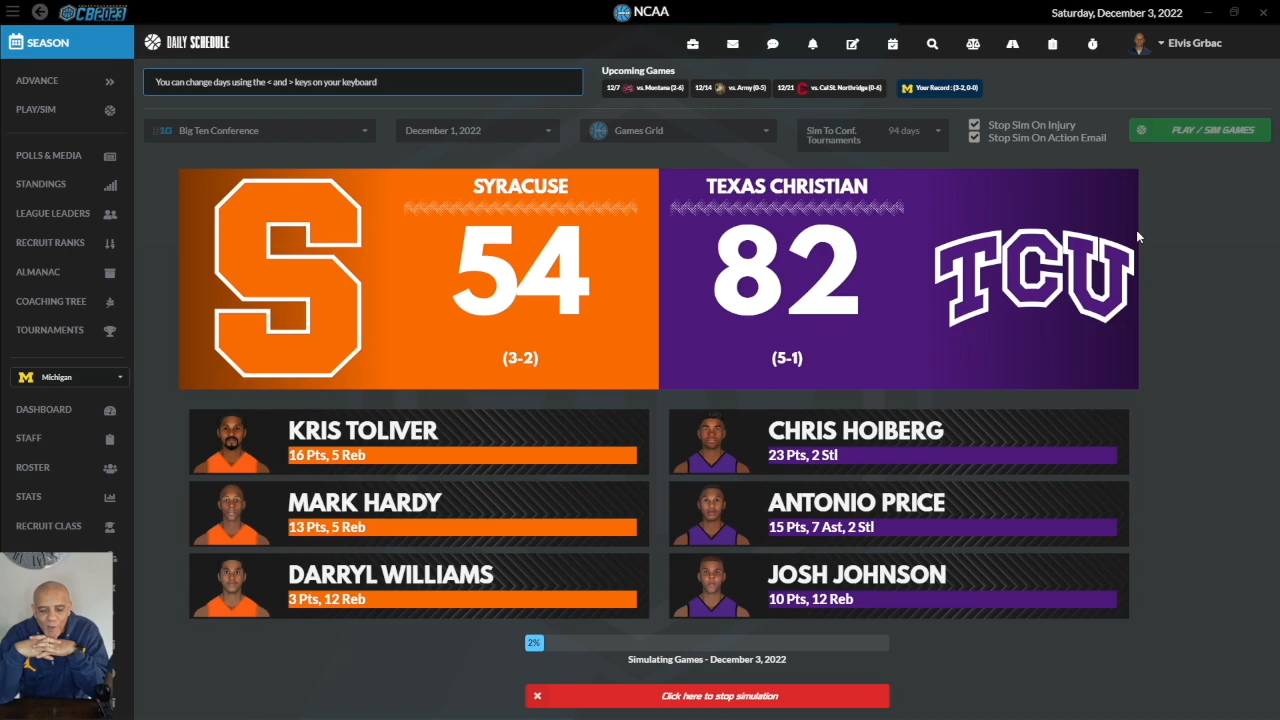 CB2023
NCAA
Saturday, December 3, 2022
SEASON
DAILY SCHEDULE
Elvis Grbac
You can change days using the < and > keys on your keyboard
Upcoming Games
12/7 vs. Montana (2-6)
12/14 vs. Army (0-5)
12/21 vs. Cal St. Northridge (0-6)
Your Record : (3-2, 0-0)
B1G Big Ten Conference
December 1, 2022
Games Grid
Sim To Conf. Tournaments
94 days
Stop Sim On Injury
Stop Sim On Action Email
PLAY / SIM GAMES
ADVANCE
PLAY/SIM
POLLS & MEDIA
STANDINGS
LEAGUE LEADERS
RECRUIT RANKS
ALMANAC
COACHING TREE
TOURNAMENTS
Michigan
DASHBOARD
STAFF
ROSTER
STATS
RECRUIT CLASS
S
SYRACUSE
54
(3-2)
TEXAS CHRISTIAN
82
(5-1)
TCU
KRIS TOLIVER
16 Pts, 5 Reb
MARK HARDY
13 Pts, 5 Reb
DARRYL WILLIAMS
3 Pts, 12 Reb
CHRIS HOIBERG
23 Pts, 2 Stl
ANTONIO PRICE
15 Pts, 7 Ast, 2 Stl
JOSH JOHNSON
10 Pts, 12 Reb
2%
Simulating Games - December 3, 2022
Click here to stop simulation